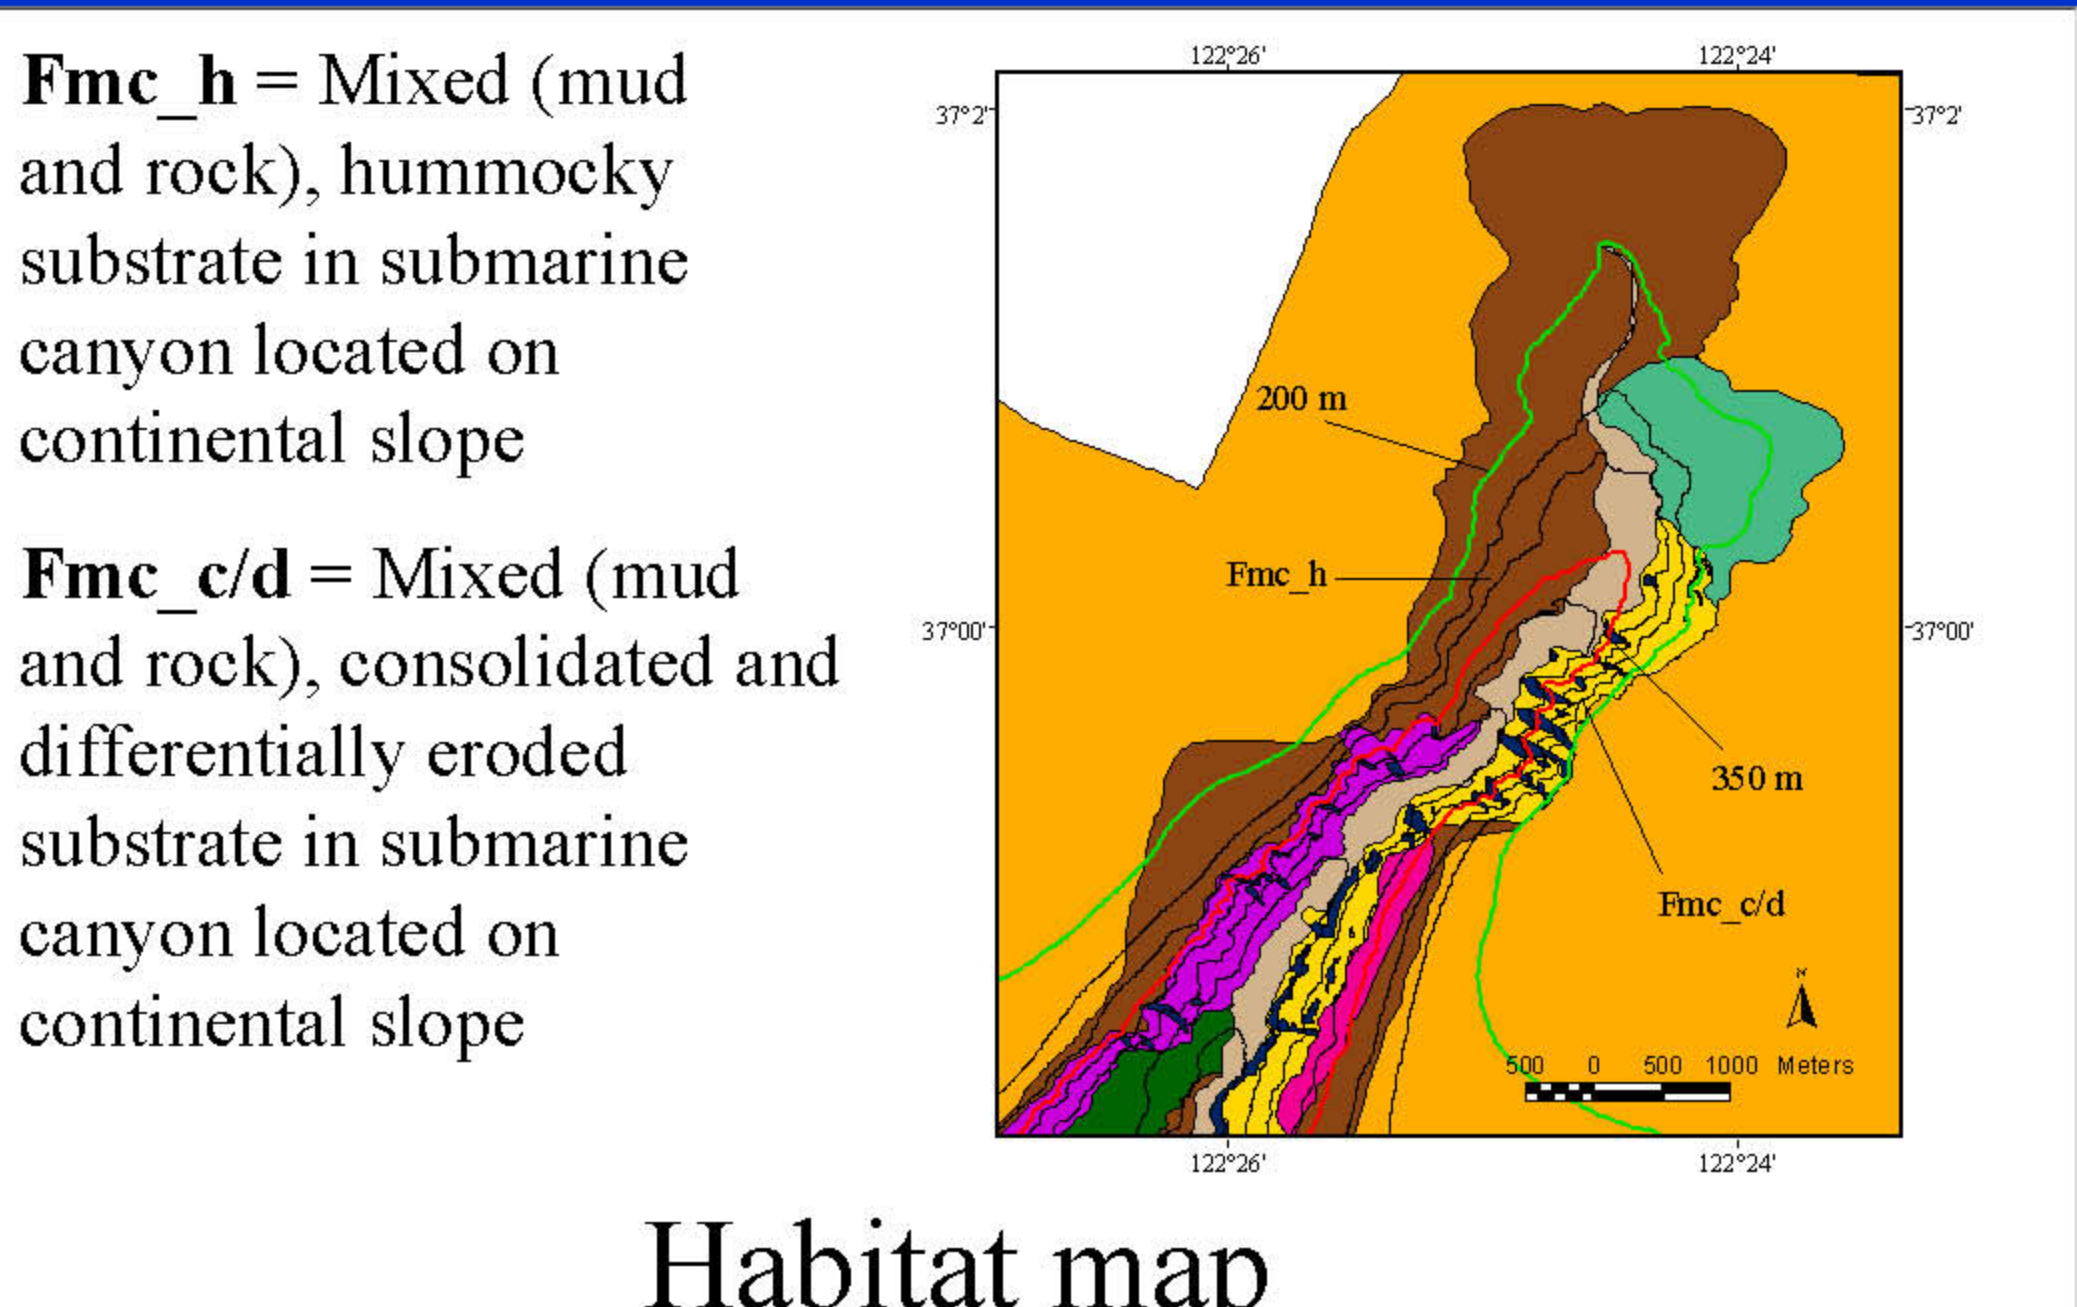 Fmc_h = Mixed (mud
and rock), hummocky
substrate in submarine
canyon located on
continental slope
Fmc_c/d = Mixed (mud
and rock), consolidated and
differentially eroded
substrate in submarine
canyon located on
continental slope
122°26' 122°24'
37°2' 37°2'
200 m
Fmc_h
37°00' 37°00'
350 m
Fmc_c/d
N
500 0 500 1000 Meters
122°26' 122°24'
Habitat map